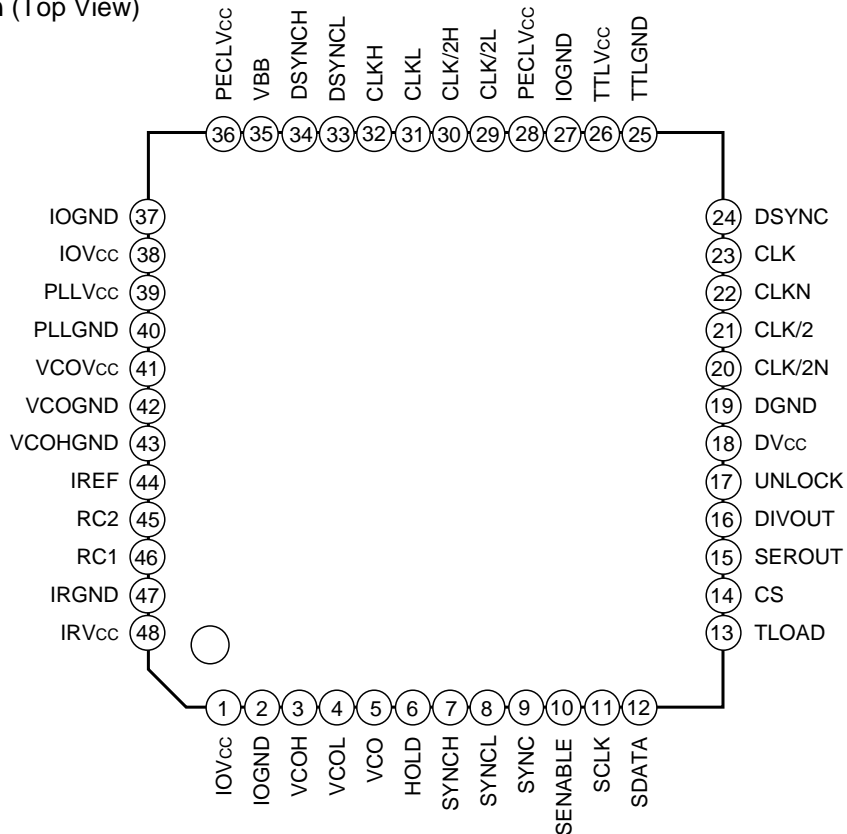 n (Top View)
PECLVcc
VBB
DSYNCH
DSYNCL
CLKH
CLKL
CLK/2H
CLK/2L
PECLVcc
IOGND
TTLVcc
TTLGND
36 35 34 33 32 31 30 29 28 27 26 25
IOGND 37
IOVcc 38
PLLVcc 39
PLLGND 40
VCOVcc 41
VCOGND 42
VCOHGND 43
IREF 44
RC2 45
RC1 46
IRGND 47
IRVcc 48
24 DSYNC
23 CLK
22 CLKN
21 CLK/2
20 CLK/2N
19 DGND
18 DVcc
17 UNLOCK
16 DIVOUT
15 SEROUT
14 CS
13 TLOAD
1 2 3 4 5 6 7 8 9 10 11 12
IOVcc
IOGND
VCOH
VCOL
VCO
HOLD
SYNCH
SYNCL
SYNC
SENABLE
SCLK
SDATA